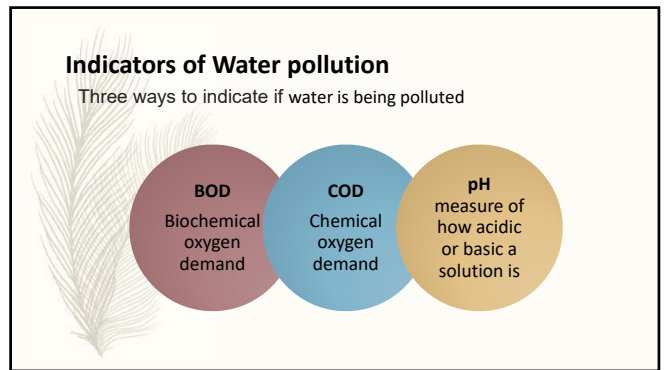 Indicators of Water pollution
Three ways to indicate if water is being polluted
BOD
Biochemical
oxygen
demand
COD
Chemical
oxygen
demand
pH
measure of
how acidic
or basic a
solution is